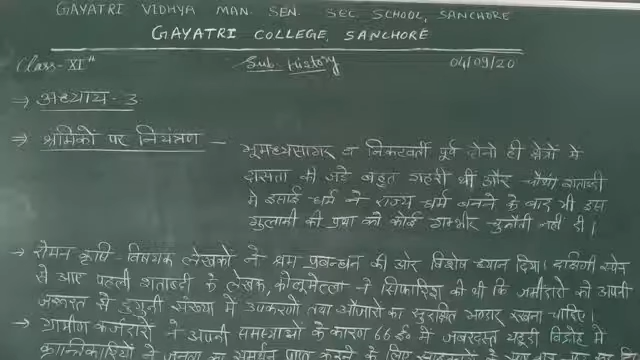 GAYATRI VIDHYA MAN. SEN. SEC SCHOOL, SANCHORE
GAYATRI COLLEGE, SANCHORE
Class-XIth Sub:- History 04/09/20
→ अध्याय - 3
→ श्रमिकों पर नियंत्रण - भूमध्यसागर व निकटवर्ती पूर्व दोनो ही क्षेत्रो मे
दासता की जड़े बहुत गहरी थी और चौथी शताब्दी
मे इसाई धर्म ने राज्य धर्म बनने के बाद भी इस
गुलामी की प्रथा को कोई गम्भीर चुनौती नहीं दी।
→ रोमन कृषि - विषयक लेखकों ने श्रम प्रबन्धन की ओर विशेष ध्यान दिया। दक्षिणी स्पेन
से आए पहली शताब्दी के लेखक, कोलूमेल्ला ने सिफारिश की थी कि जमींदारो को अपनी
जरूरत से दुगुनी संख्या में उपकरणो तथा औजारो का सुरक्षित भण्डार रखना चाहिए।
→ ग्रामीण कर्जदारो ने अपनी समस्याओ के कारण 66 ई० में जबरदस्त यहूदी विद्रोह मे
क्रान्तिकारियों ने जनता का समर्थन प्राप्त करने के लिए